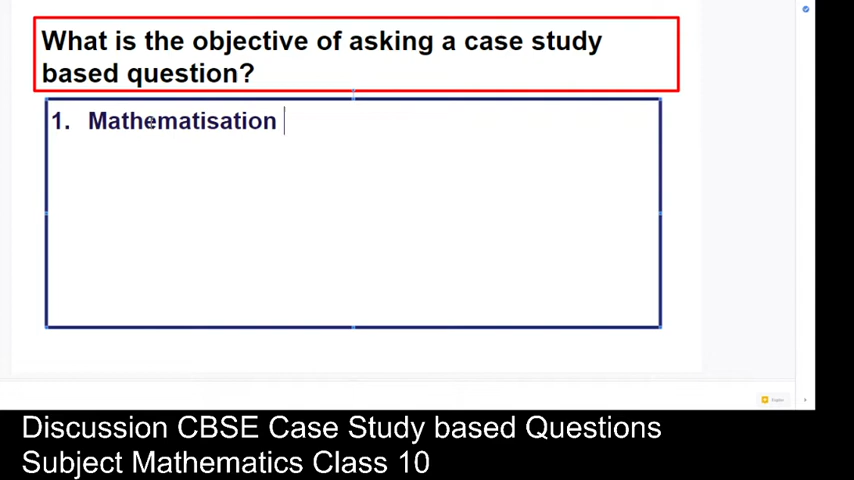 What is the objective of asking a case study
based question?
1. Mathematisation
Discussion CBSE Case Study based Questions
Subject Mathematics Class 10